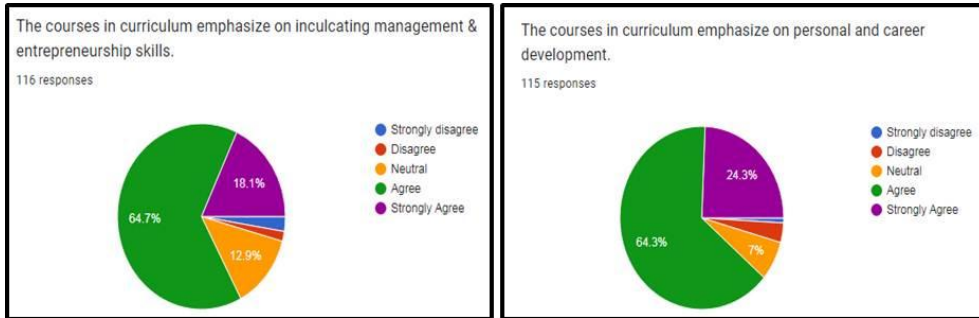 The courses in curriculum emphasize on inculcating management &
entrepreneurship skills.
116 responses
Strongly disagree
Disagree
Neutral
Agree
Strongly Agree
18.1%
64.7%
12.9%
The courses in curriculum emphasize on personal and career
development.
115 responses
Strongly disagree
Disagree
Neutral
Agree
Strongly Agree
24.3%
64.3%
7%